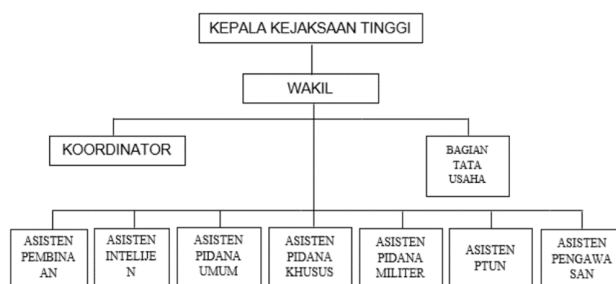 KEPALA KEJAKSAAN TINGGI
WAKIL
KOORDINATOR
BAGIAN
TATA
USAHA
ASISTEN
PEMBINA
AN
ASISTEN
INTELIJE
N
ASISTEN
PIDANA
UMUM
ASISTEN
PIDANA
KHUSUS
ASISTEN
PIDANA
MILITER
ASISTEN
PTUN
ASISTEN
PENGAWA
SAN